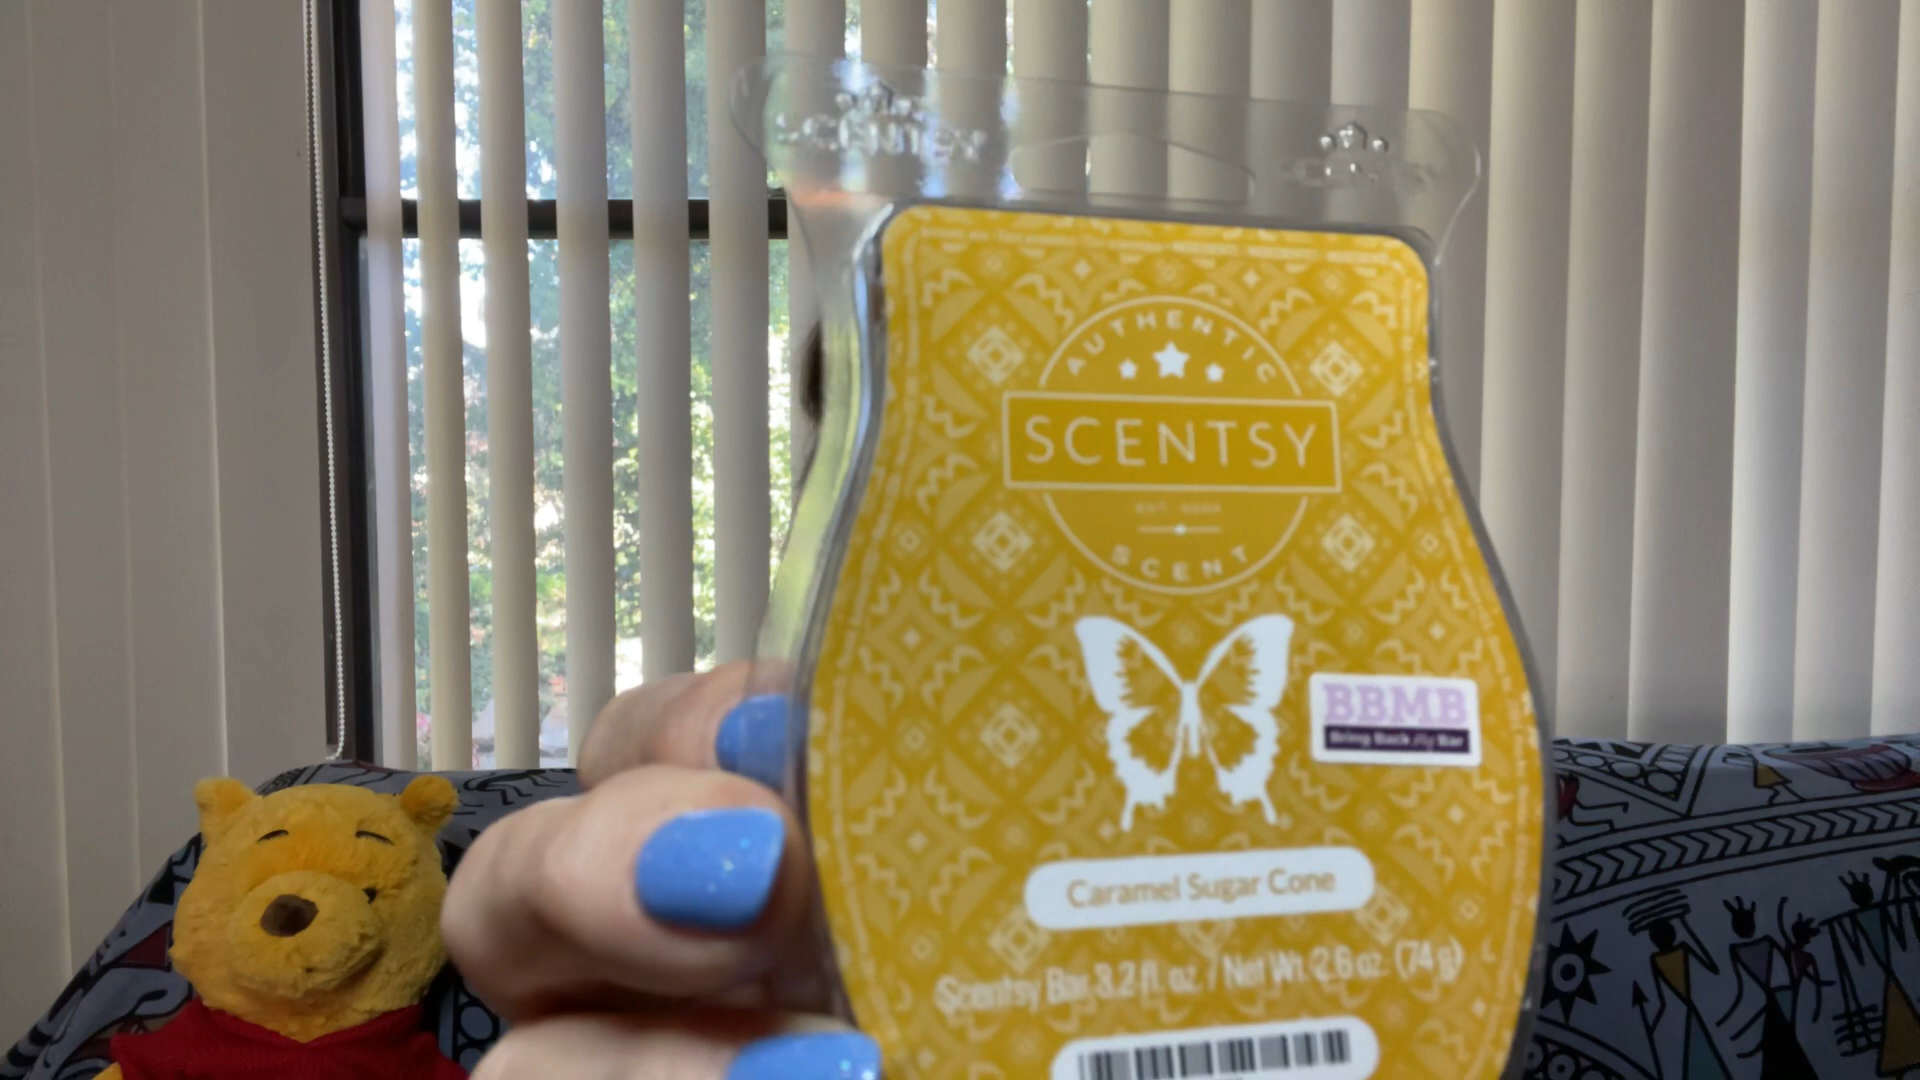 SCENTSY
AUTHENTIC
SCENTSY
SCENT
BBMB
Bring Back My Bar
Caramel Sugar Cone
Scentsy Bar 3.2 fl. oz. / Net Wt. 2.6 oz. (74 g)